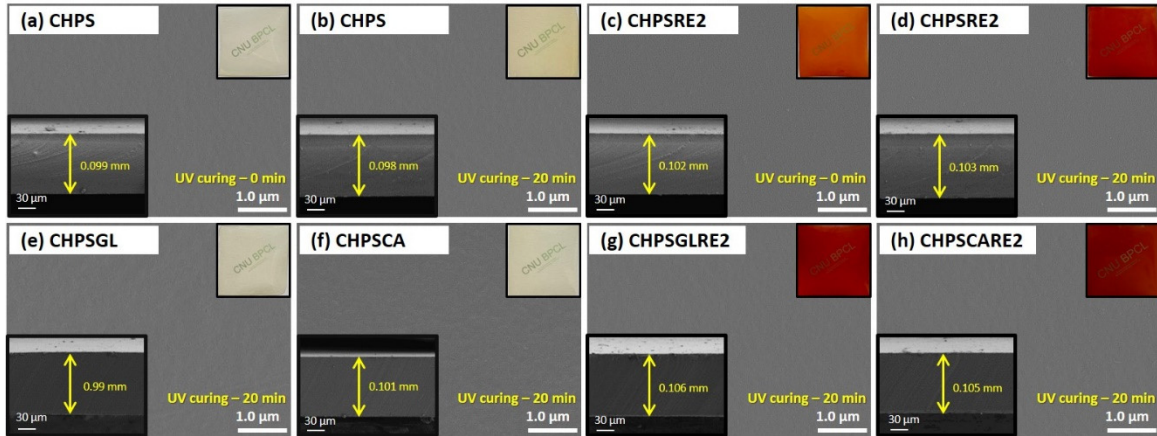 (a) CHPS
CNU BPCL
0.099 mm
UV curing – 0 min
30 µm
1.0 µm
(b) CHPS
CNU BPCL
0.098 mm
UV curing – 20 min
30 µm
1.0 µm
(c) CHPSRE2
CNU BPCL
0.102 mm
UV curing – 0 min
30 µm
1.0 µm
(d) CHPSRE2
CNU BPCL
0.103 mm
UV curing – 20 min
30 µm
1.0 µm
(e) CHPSGL
CNU BPCL
0.99 mm
UV curing – 20 min
30 µm
1.0 µm
(f) CHPSCA
CNU BPCL
0.101 mm
UV curing – 20 min
30 µm
1.0 µm
(g) CHPSGLRE2
CNU BPCL
0.106 mm
UV curing – 20 min
30 µm
1.0 µm
(h) CHPSCARE2
CNU BPCL
0.105 mm
UV curing – 20 min
30 µm
1.0 µm